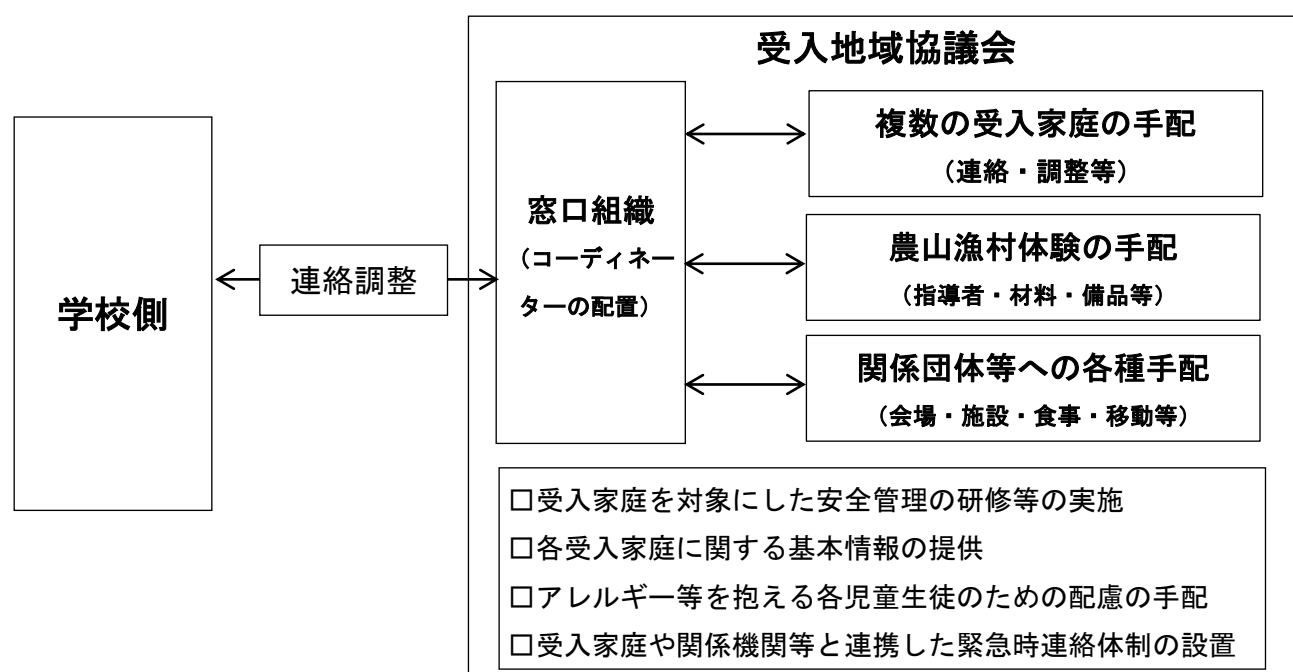 受入地域協議会
学校側
連絡調整
窓口組織
（コーディネー
ターの配置）
複数の受入家庭の手配
（連絡・調整等）
農山漁村体験の手配
（指導者・材料・備品等）
関係団体等への各種手配
（会場・施設・食事・移動等）
□受入家庭を対象にした安全管理の研修等の実施
□各受入家庭に関する基本情報の提供
□アレルギー等を抱える各児童生徒のための配慮の手配
□受入家庭や関係機関等と連携した緊急時連絡体制の設置